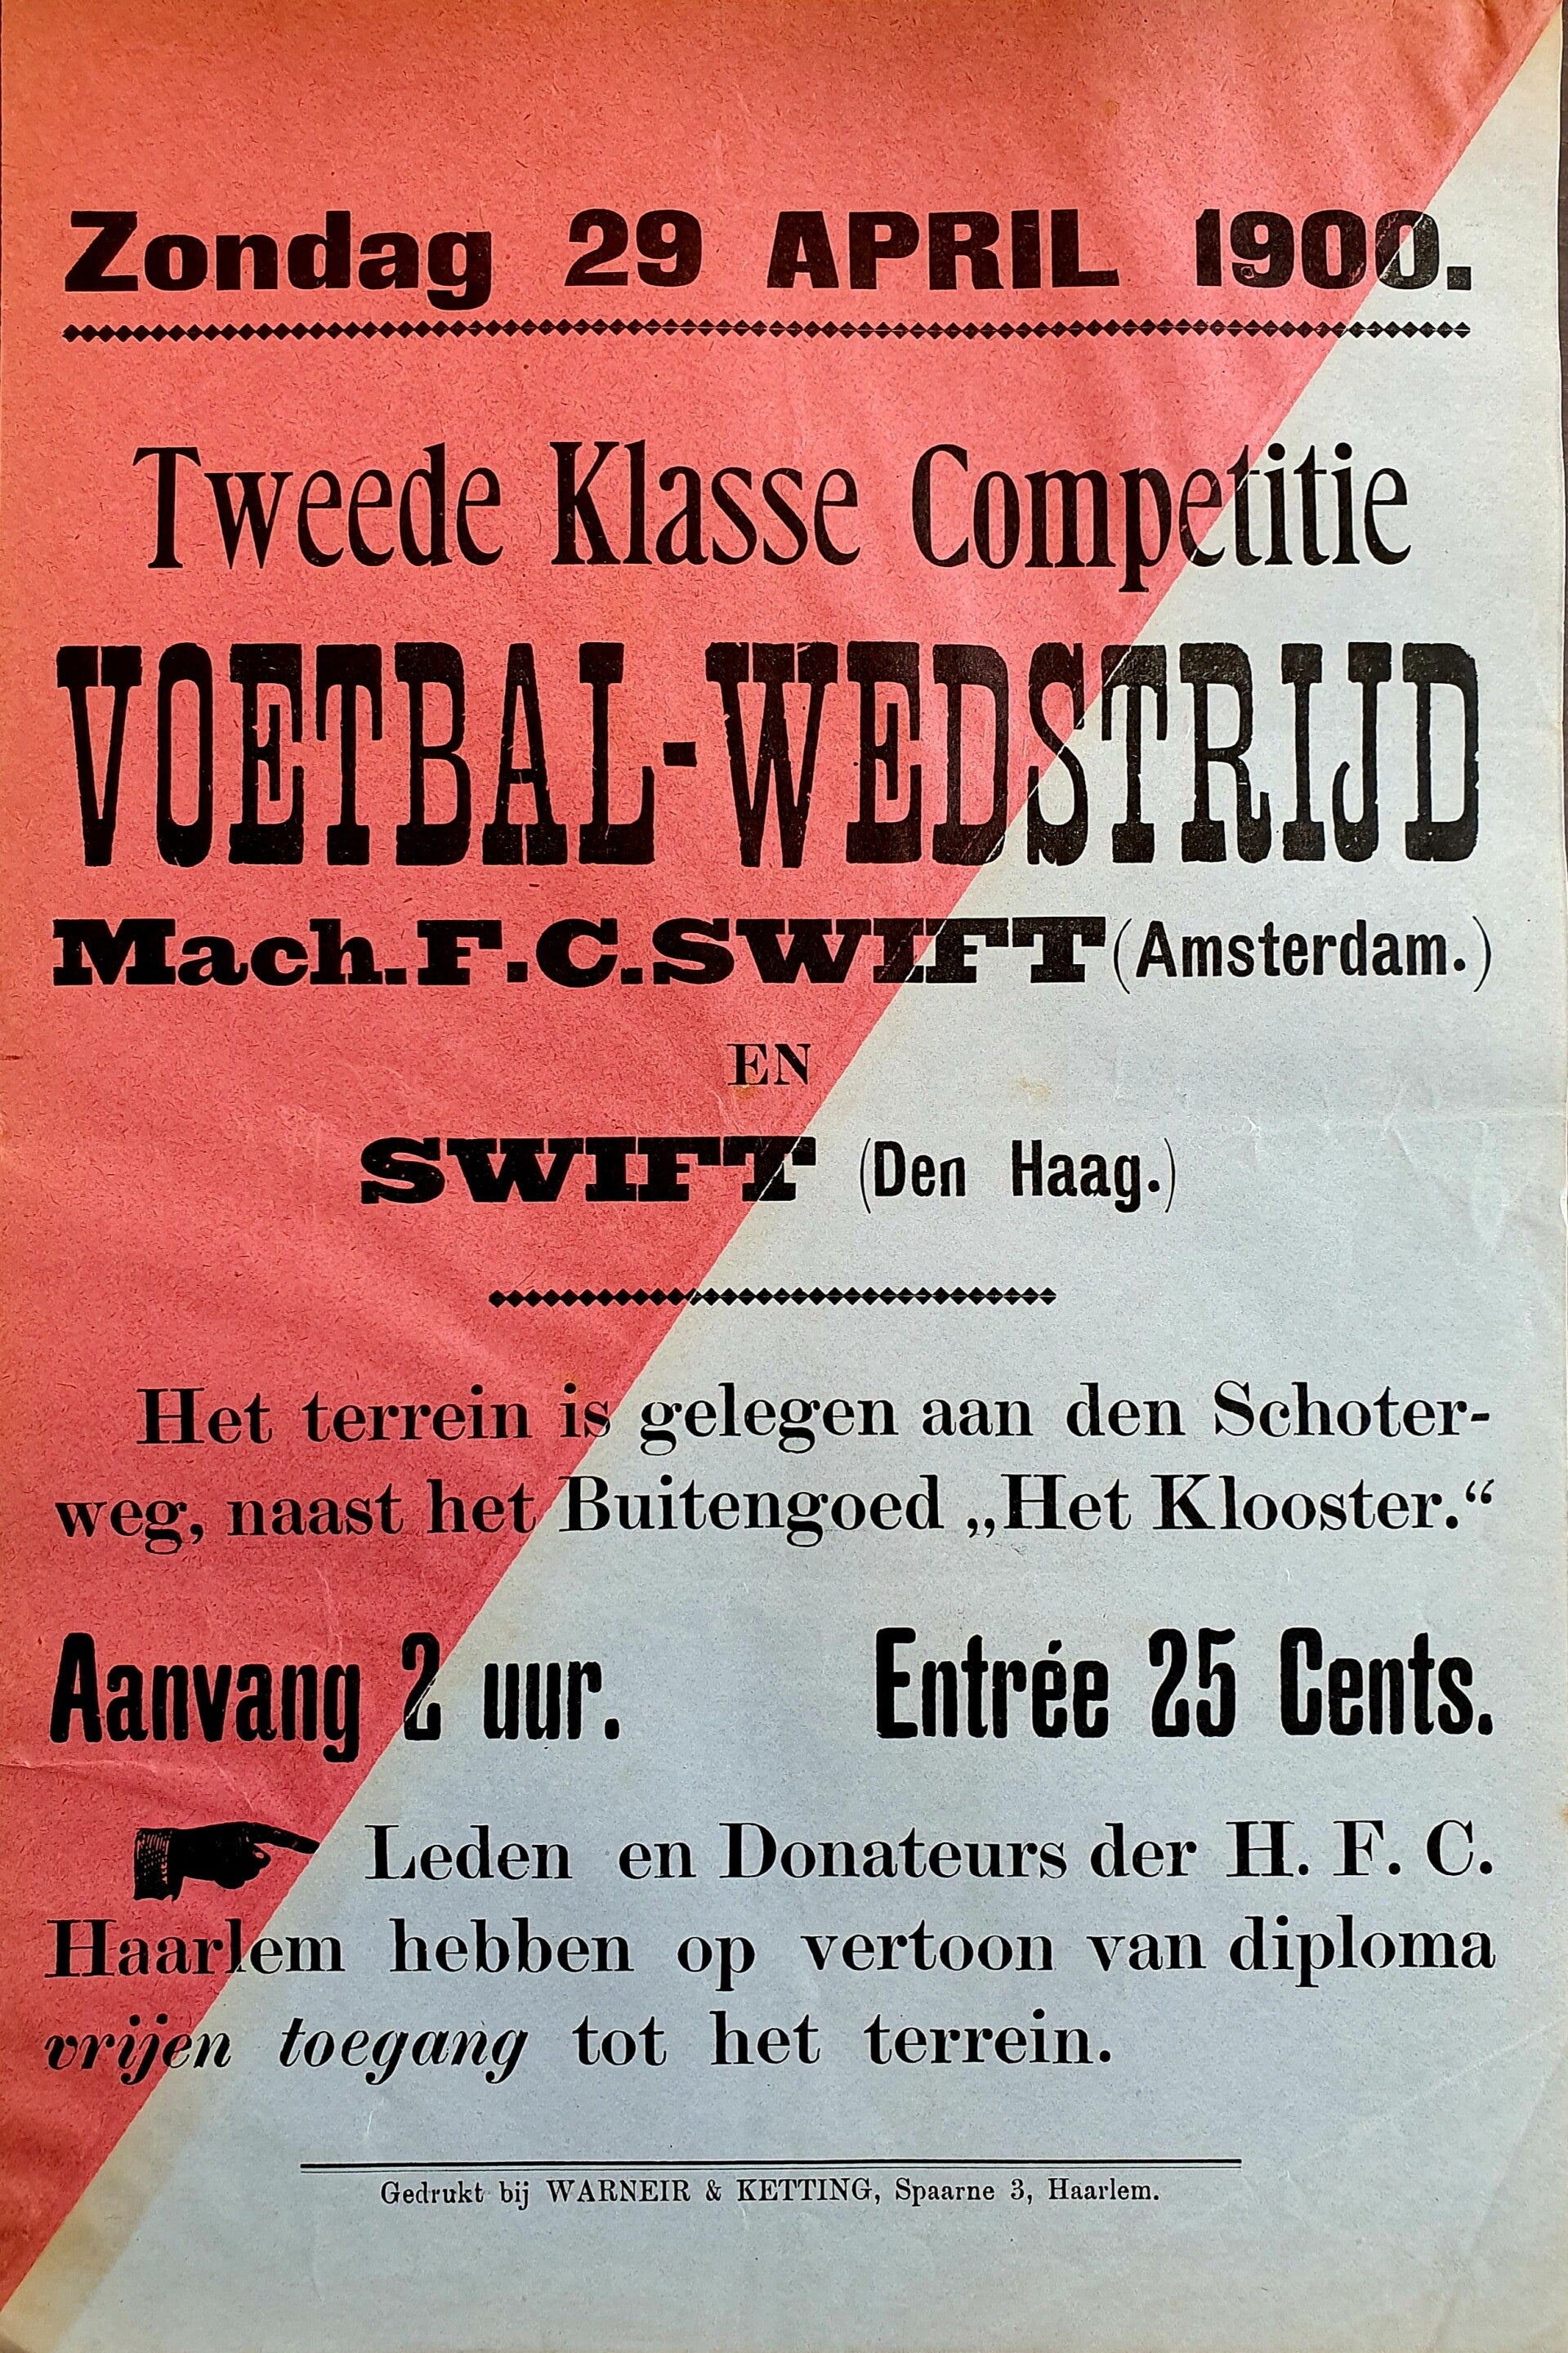 Zondag 29 APRIL 1900.
Tweede Klasse Competitie
VOETBAL-WEDSTRIJD
Mach.F.C.SWIFT (Amsterdam.)
EN
SWIFT (Den Haag.)
Het terrein is gelegen aan den Schoter-
weg, naast het Buitengoed „Het Klooster.“
Aanvang 2 uur. Entrée 25 Cents.
Leden en Donateurs der H. F. C.
Haarlem hebben op vertoon van diploma
vrijen toegang tot het terrein.
Gedrukt bij WARNEIR & KETTING, Spaarne 3, Haarlem.